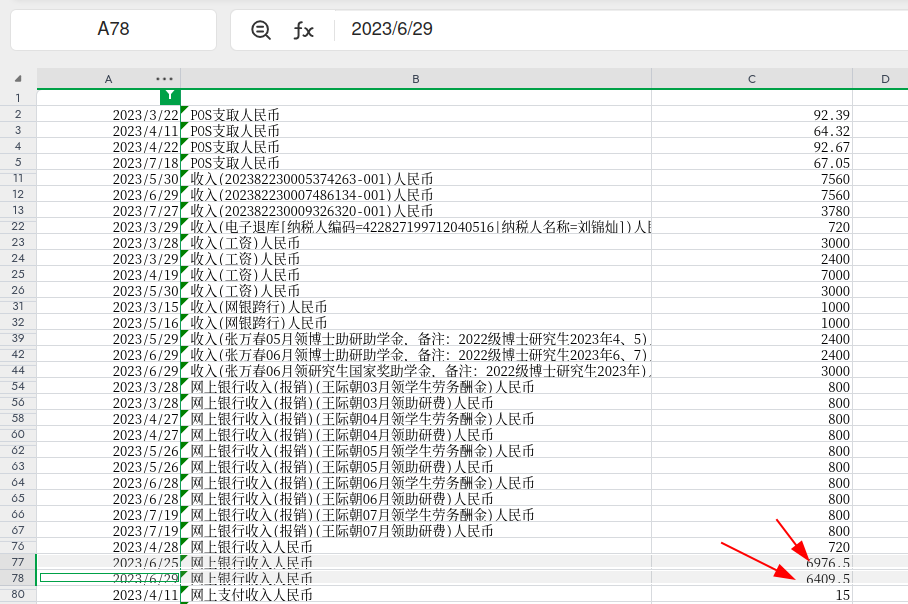 A78
fx
2023/6/29
A
B
C
D
1
2 2023/3/22 POS支取人民币 92.39
3 2023/4/11 POS支取人民币 64.32
4 2023/4/22 POS支取人民币 92.67
5 2023/7/18 POS支取人民币 67.05
11 2023/5/30 收入(202382230005374263-001)人民币 7560
12 2023/6/29 收入(202382230007486134-001)人民币 7560
13 2023/7/27 收入(202382230009326320-001)人民币 3780
22 2023/3/29 收入(电子退库[纳税人编码=422827199712040516|纳税人名称=刘锦灿])人民 720
23 2023/3/28 收入(工资)人民币 3000
24 2023/3/29 收入(工资)人民币 2400
25 2023/4/19 收入(工资)人民币 7000
26 2023/5/30 收入(工资)人民币 3000
31 2023/3/15 收入(网银跨行)人民币 1000
32 2023/5/16 收入(网银跨行)人民币 1000
39 2023/5/29 收入(张万春05月领博士助研助学金，备注：2022级博士研究生2023年4、5) 2400
42 2023/6/29 收入(张万春06月领博士助研助学金，备注：2022级博士研究生2023年6、7) 2400
44 2023/6/29 收入(张万春06月领研究生国家奖助学金，备注：2022级博士研究生2023年) 3000
54 2023/3/28 网上银行收入(报销)(王际朝03月领学生劳务酬金)人民币 800
56 2023/3/28 网上银行收入(报销)(王际朝03月领助研费)人民币 800
58 2023/4/27 网上银行收入(报销)(王际朝04月领学生劳务酬金)人民币 800
60 2023/4/27 网上银行收入(报销)(王际朝04月领助研费)人民币 800
62 2023/5/26 网上银行收入(报销)(王际朝05月领学生劳务酬金)人民币 800
63 2023/5/26 网上银行收入(报销)(王际朝05月领助研费)人民币 800
64 2023/6/28 网上银行收入(报销)(王际朝06月领学生劳务酬金)人民币 800
65 2023/6/28 网上银行收入(报销)(王际朝06月领助研费)人民币 800
66 2023/7/19 网上银行收入(报销)(王际朝07月领学生劳务酬金)人民币 800
67 2023/7/19 网上银行收入(报销)(王际朝07月领助研费)人民币 800
76 2023/4/28 网上银行收入人民币 720
77 2023/6/25 网上银行收入人民币 6976.5
78 2023/6/29 网上银行收入人民币 6409.5
80 2023/4/11 网上支付收入人民币 15